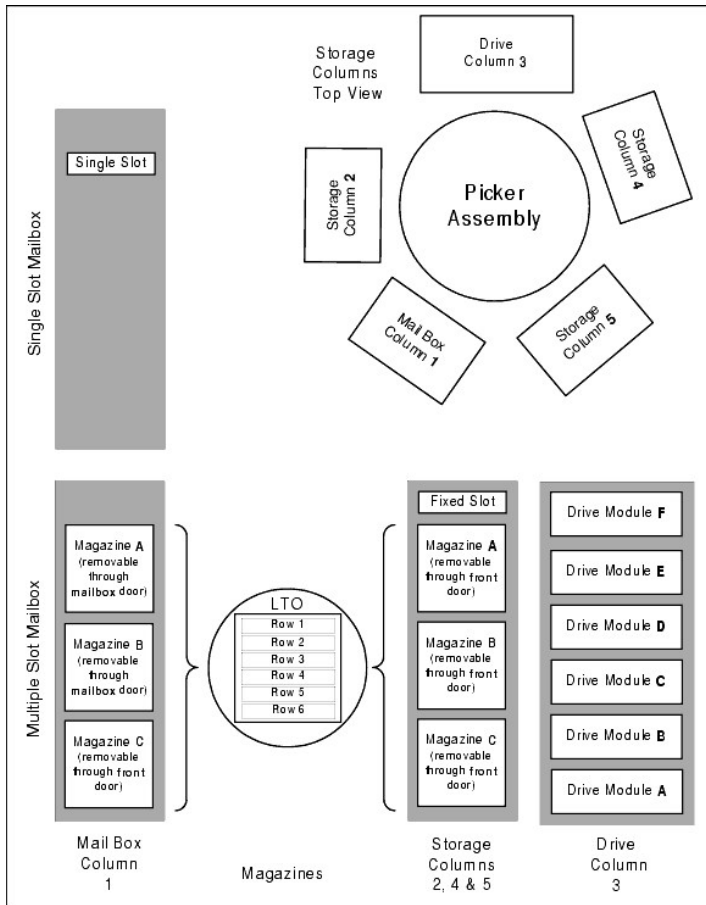 Storage
Columns
Top View
Drive
Column 3
Storage
Column 4
Storage
Column 2
Picker
Assembly
Mail Box
Column 1
Storage
Column 5
Single Slot Mailbox
Single Slot
Multiple Slot Mailbox
Magazine A
(removable
through
mailbox door)
Magazine B
(removable
through
mailbox door)
Magazine C
(removable
through front
door)
LTO
Row 1
Row 2
Row 3
Row 4
Row 5
Row 6
Fixed Slot
Magazine A
(removable
through front
door)
Magazine B
(removable
through front
door)
Magazine C
(removable
through front
door)
Drive Module F
Drive Module E
Drive Module D
Drive Module C
Drive Module B
Drive Module A
Mail Box
Column
1
Magazines
Storage
Columns
2, 4 & 5
Drive
Column
3